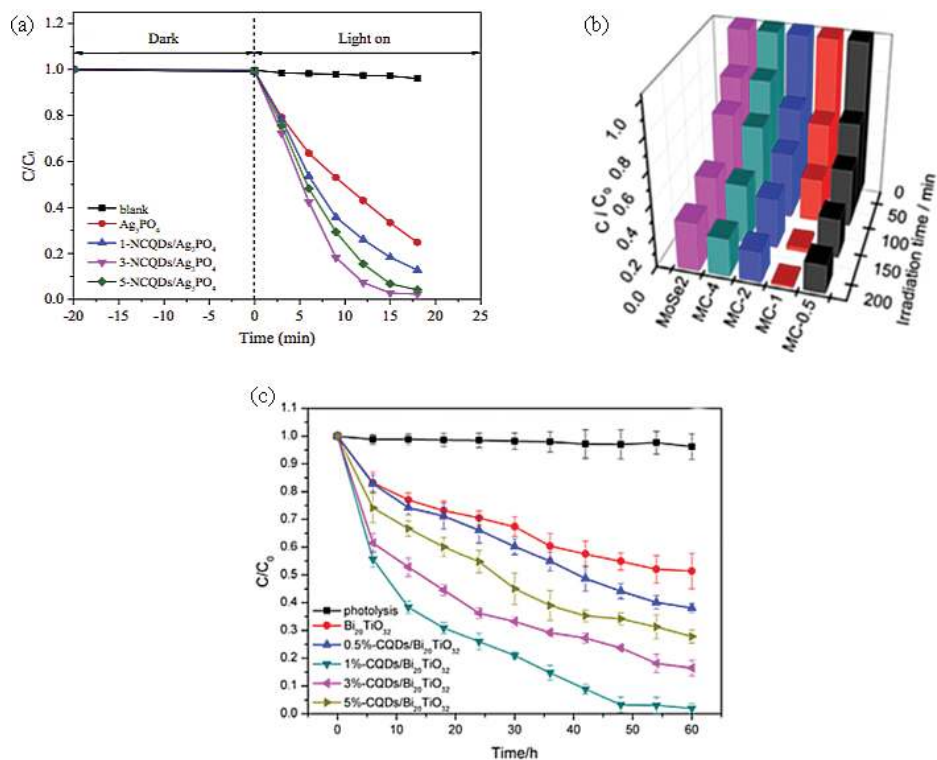 (a)
1.2
1.0
0.8
0.6
0.4
0.2
0.0
C/C₀
Dark
Light on
blank
Ag₃PO₄
1-NCQDs/Ag₃PO₄
3-NCQDs/Ag₃PO₄
5-NCQDs/Ag₃PO₄
-20 -15 -10 -5 0 5 10 15 20 25
Time (min)
(b)
C / C₀
1.0
0.8
0.6
0.4
0.2
0.0
MoSe2
MC-4
MC-2
MC-1
MC-0.5
0
50
100
150
200
Irradiation time / min
(c)
1.1
1.0
0.9
0.8
0.7
0.6
0.5
0.4
0.3
0.2
0.1
0.0
C/C₀
photolysis
Bi₂₀TiO₃₂
0.5%-CQDs/Bi₂₀TiO₃₂
1%-CQDs/Bi₂₀TiO₃₂
3%-CQDs/Bi₂₀TiO₃₂
5%-CQDs/Bi₂₀TiO₃₂
0 10 20 30 40 50 60
Time/h